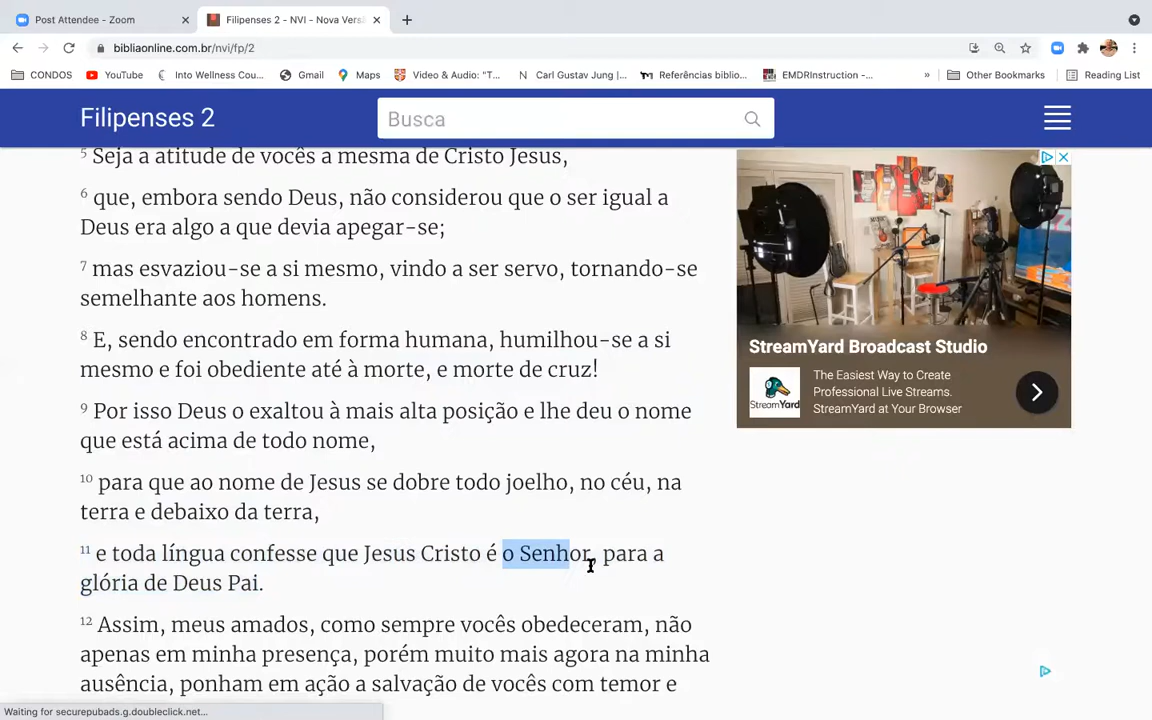 Post Attendee - Zoom
Filipenses 2 - NVI - Nova Vers
bibliaonline.com.br/nvi/fp/2
CONDOS
YouTube
Into Wellness Cou...
Gmail
Maps
Video & Audio: "T...
N Carl Gustav Jung |...
Referências biblio...
EMDRInstruction -...
»
Other Bookmarks
Reading List
Filipenses 2
Busca
5 Seja a atitude de vocês a mesma de Cristo Jesus,
6 que, embora sendo Deus, não considerou que o ser igual a
Deus era algo a que devia apegar-se;
7 mas esvaziou-se a si mesmo, vindo a ser servo, tornando-se
semelhante aos homens.
8 E, sendo encontrado em forma humana, humilhou-se a si
mesmo e foi obediente até à morte, e morte de cruz!
9 Por isso Deus o exaltou à mais alta posição e lhe deu o nome
que está acima de todo nome,
10 para que ao nome de Jesus se dobre todo joelho, no céu, na
terra e debaixo da terra,
11 e toda língua confesse que Jesus Cristo é o Senhor, para a
glória de Deus Pai.
12 Assim, meus amados, como sempre vocês obedeceram, não
apenas em minha presença, porém muito mais agora na minha
ausência, ponham em ação a salvação de vocês com temor e
StreamYard Broadcast Studio
StreamYard
The Easiest Way to Create
Professional Live Streams.
StreamYard at Your Browser
Waiting for securepubads.g.doubleclick.net...